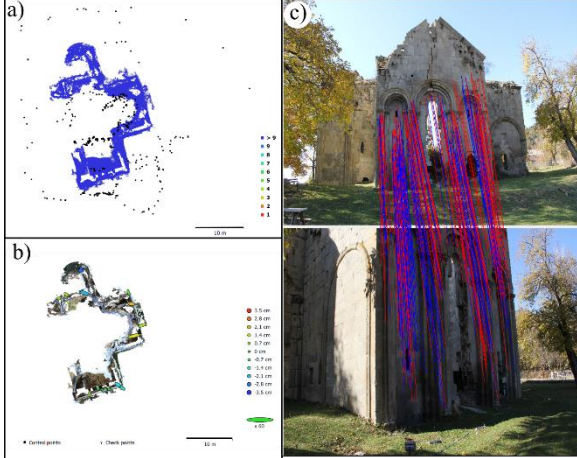 a)
> 9
9
8
7
6
5
4
3
2
1
10 m
b)
3.5 cm
2.8 cm
2.1 cm
1.4 cm
0.7 cm
0 cm
-0.7 cm
-1.4 cm
-2.1 cm
-2.8 cm
-3.5 cm
x 60
Control points
Check points
10 m
c)